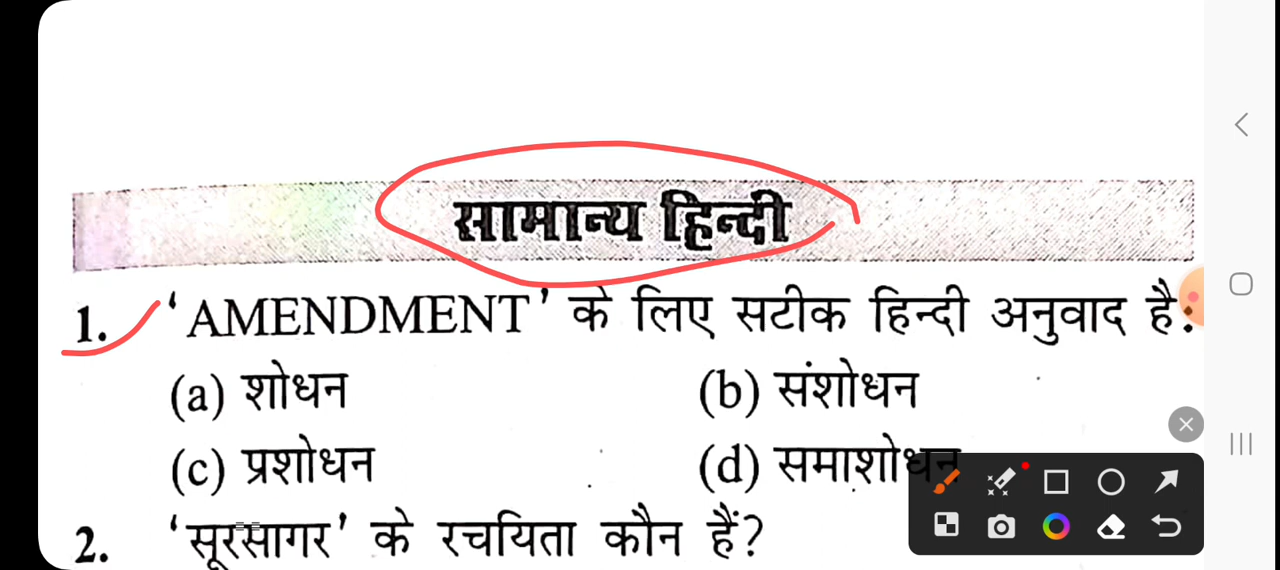 सामान्य हिन्दी
1. 'AMENDMENT' के लिए सटीक हिन्दी अनुवाद है?
(a) शोधन (b) संशोधन
(c) प्रशोधन (d) समाशोधन
2. 'सूरसागर' के रचयिता कौन हैं?